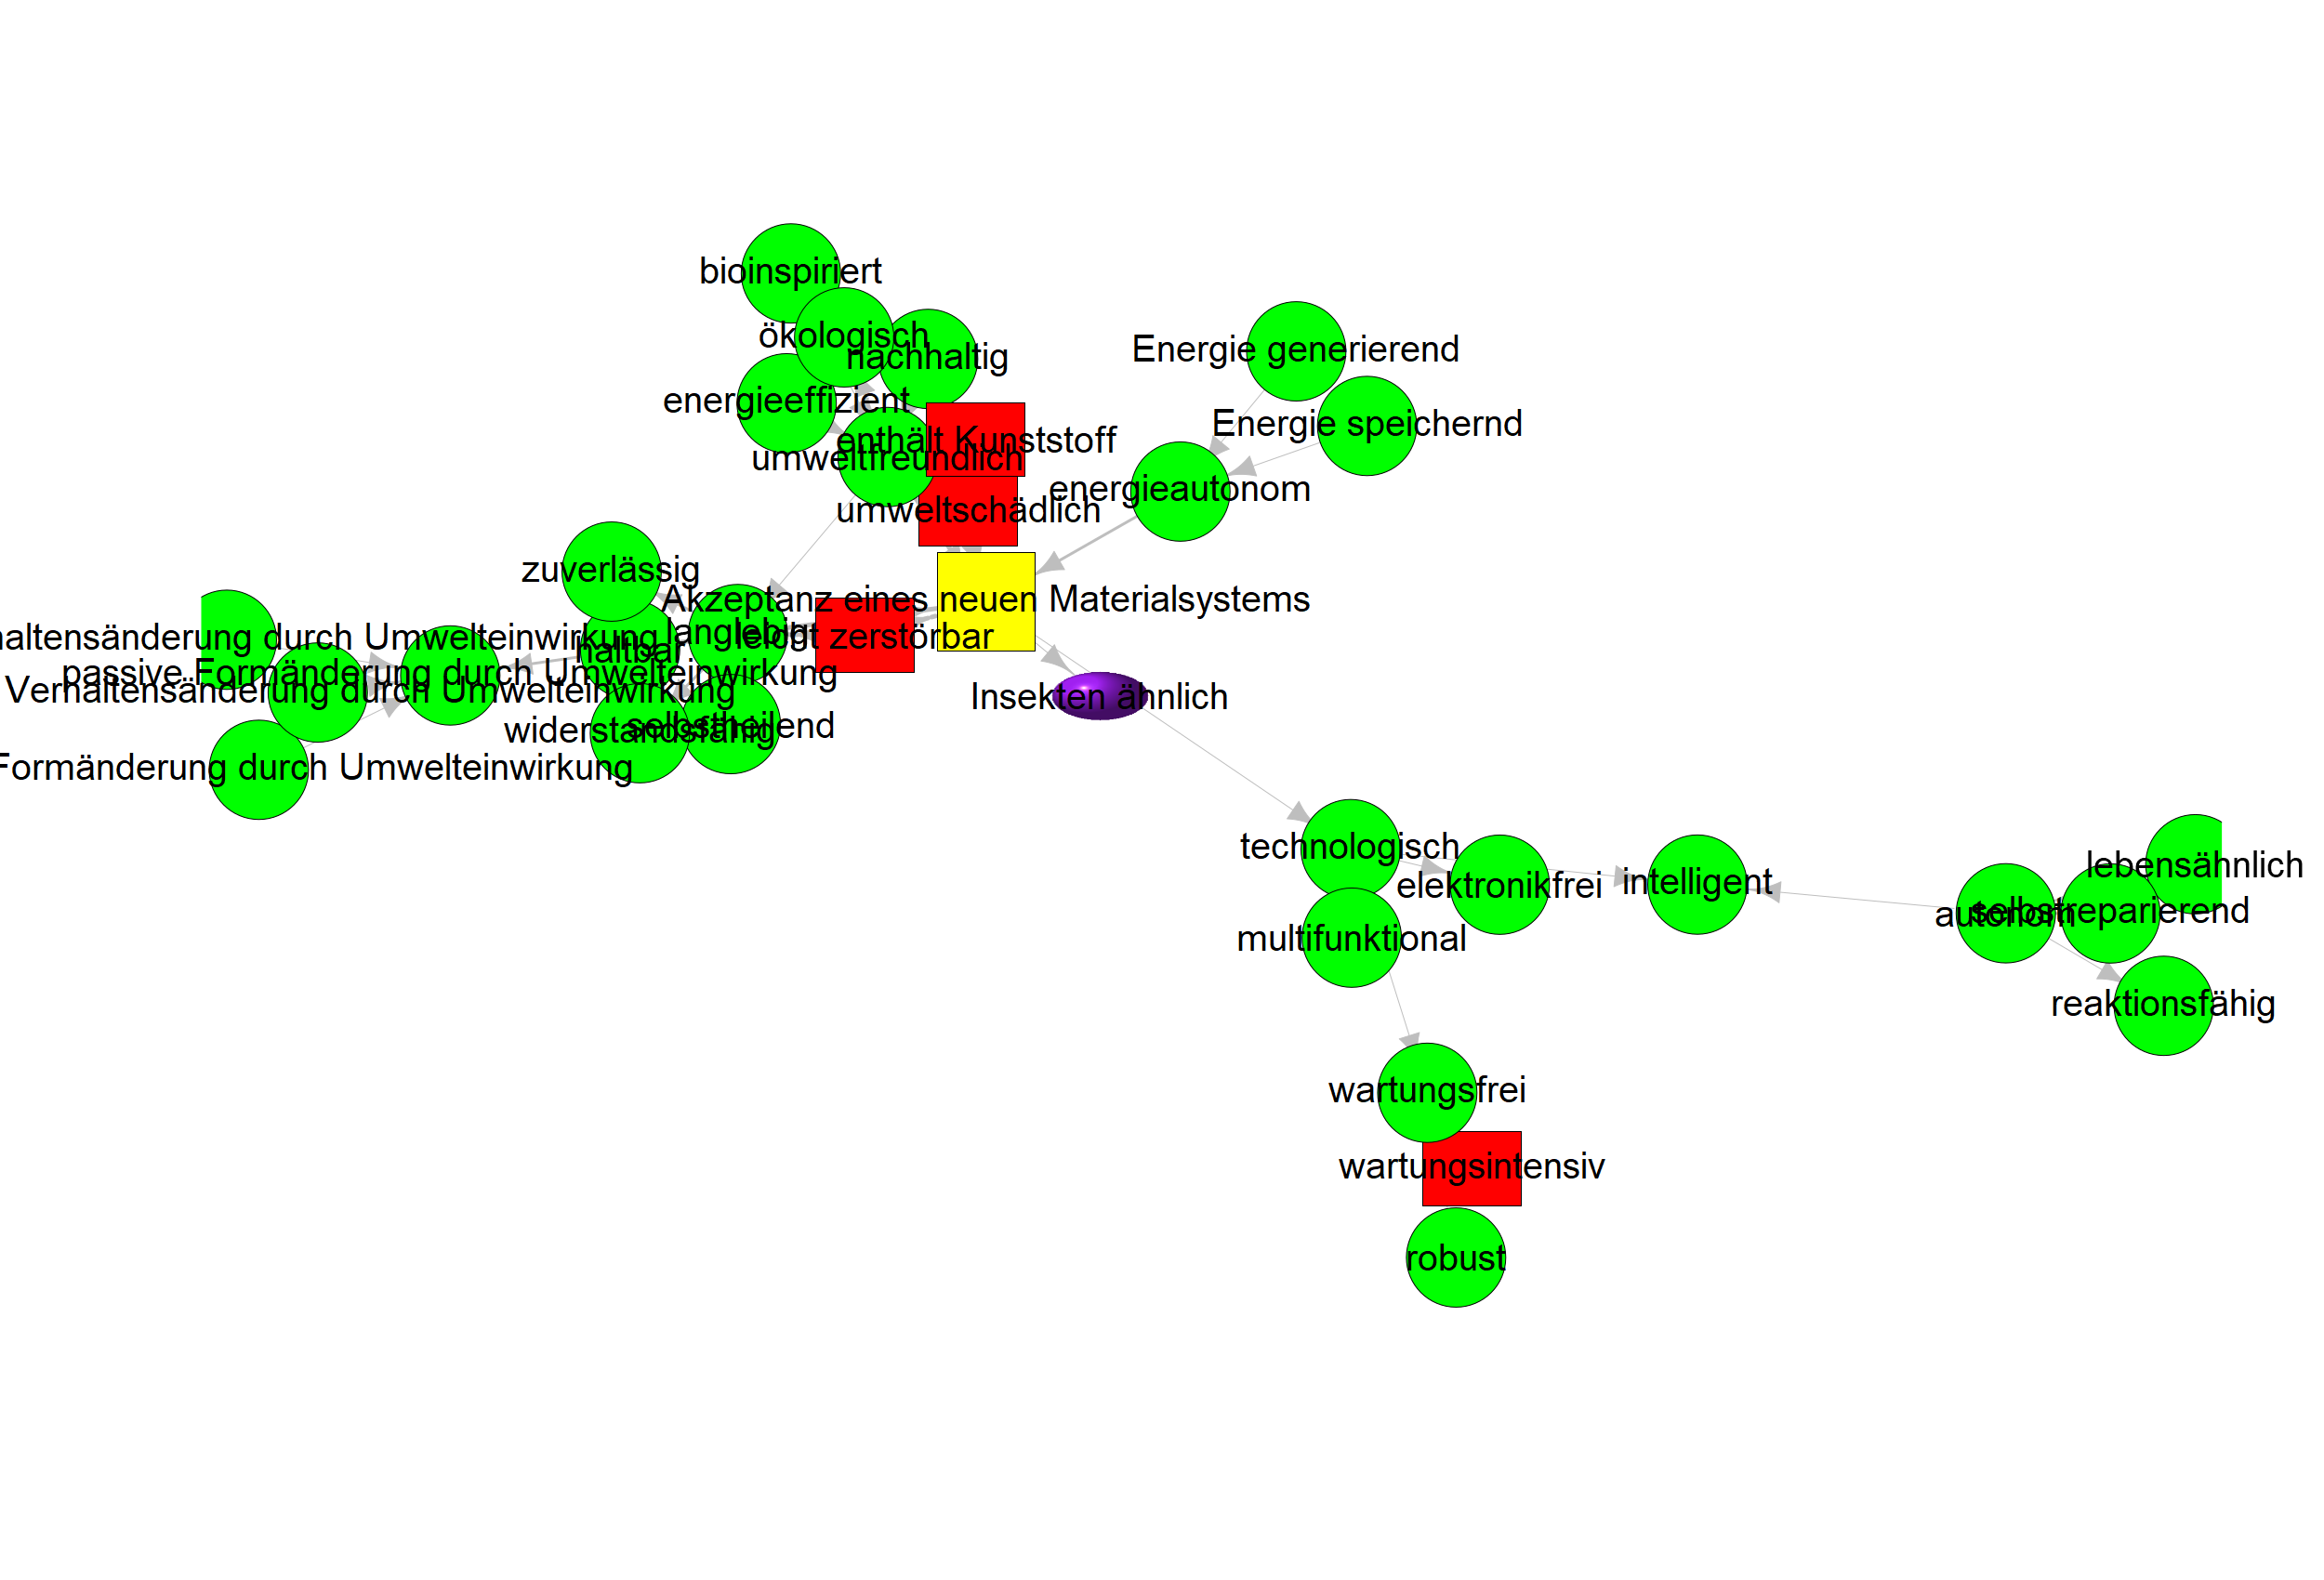 bioinspiriert
ökologisch
nachhaltig
Energie generierend
energieeffizient
Energie speichernd
enthält Kunststoff
umweltfreundlich
energieautonom
umweltschädlich
zuverlässig
Akzeptanz eines neuen Materialsystems
langlebig
leicht zerstörbar
altensänderung durch Umwelteinwirkung
haltbar
passive Formänderung durch Umwelteinwirkung
Verhaltensänderung durch Umwelteinwirkung
Insekten ähnlich
widerstandsfähig
selbstheilend
Formänderung durch Umwelteinwirkung
technologisch
lebensähnlich
intelligent
elektronikfrei
autonom
selbstreparierend
multifunktional
reaktionsfähig
wartungsfrei
wartungsintensiv
robust